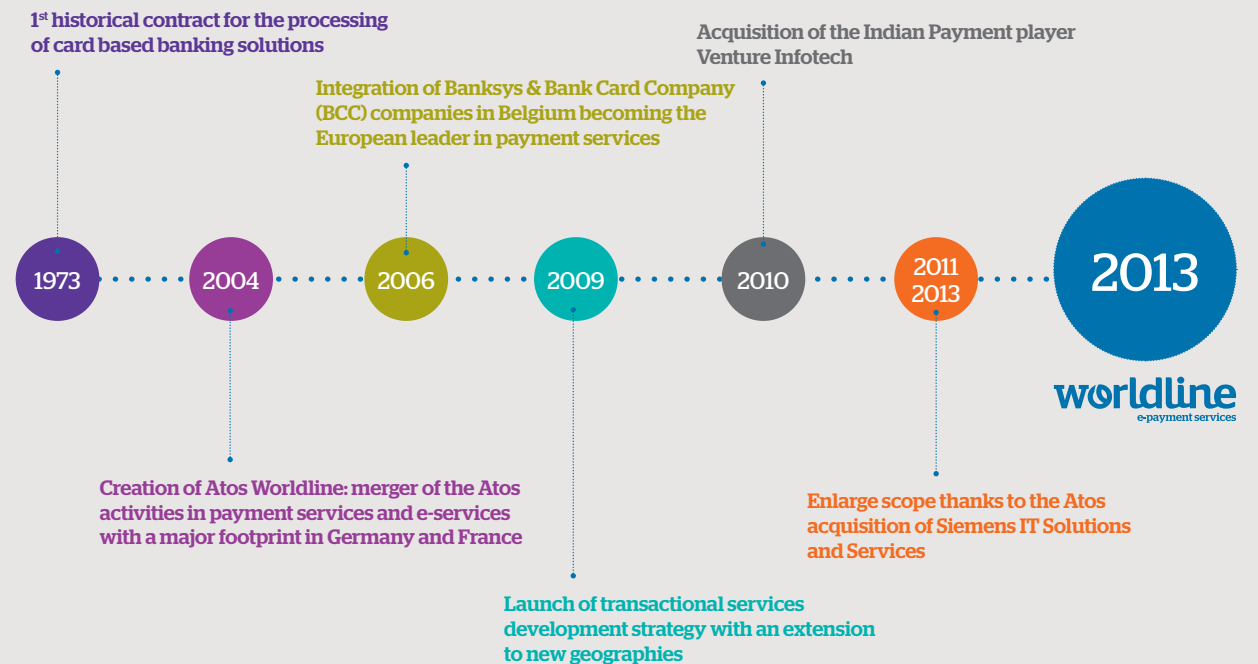 1st historical contract for the processing
of card based banking solutions
Acquisition of the Indian Payment player
Venture Infotech
Integration of Banksys & Bank Card Company
(BCC) companies in Belgium becoming the
European leader in payment services
1973
2004
2006
2009
2010
2011
2013
2013
worldline
e-payment services
Creation of Atos Worldline: merger of the Atos
activities in payment services and e-services
with a major footprint in Germany and France
Enlarge scope thanks to the Atos
acquisition of Siemens IT Solutions
and Services
Launch of transactional services
development strategy with an extension
to new geographies